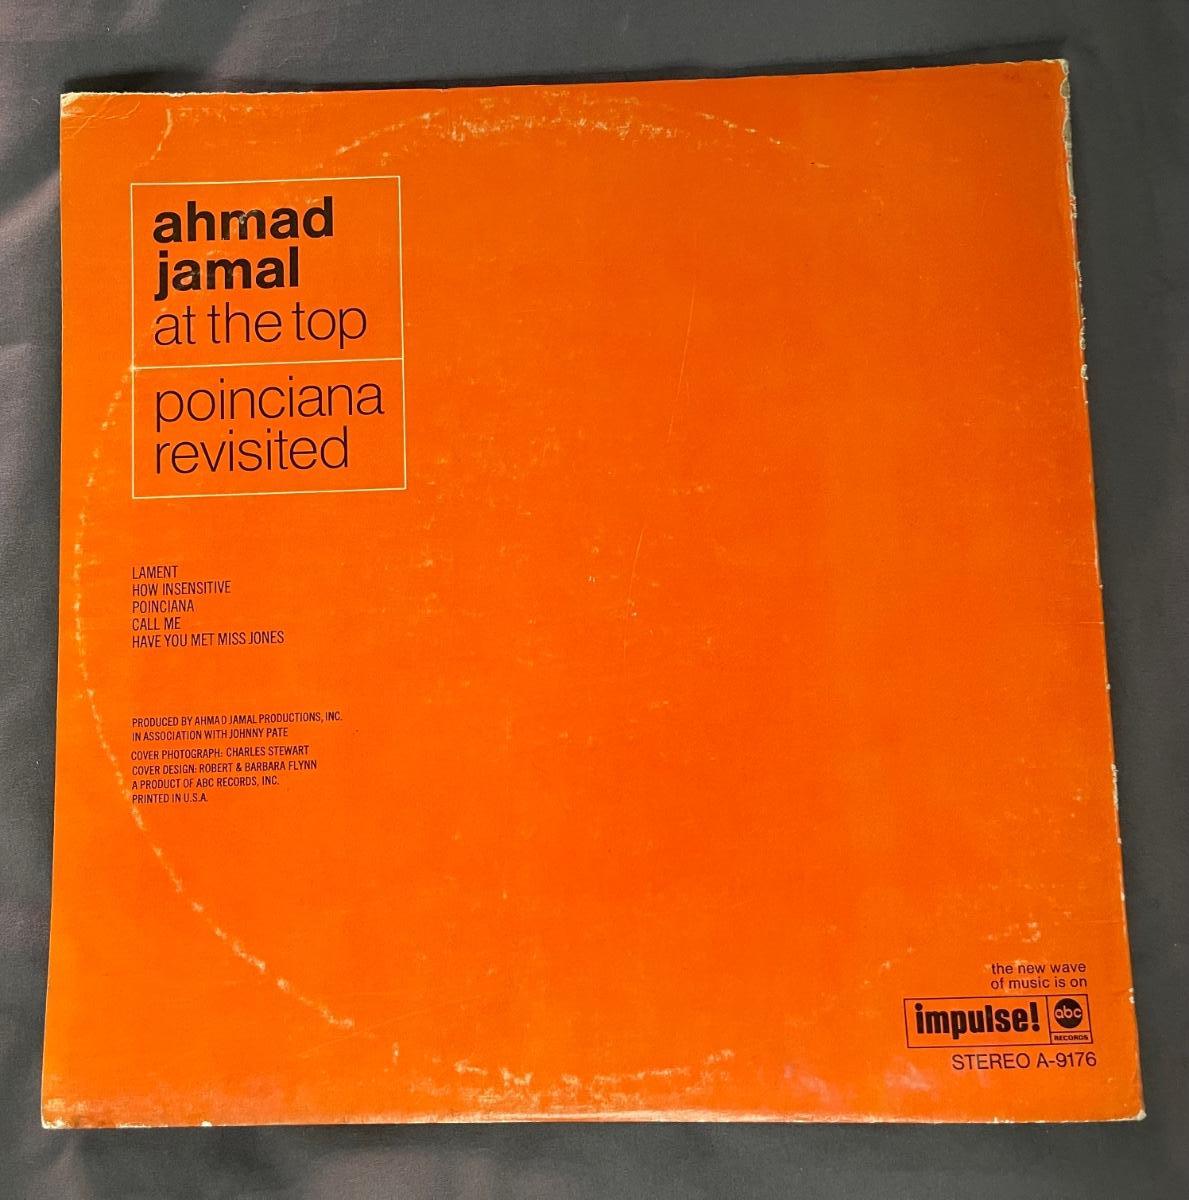 ahmad
jamal
at the top
poinciana
revisited
LAMENT
HOW INSENSITIVE
POINCIANA
CALL ME
HAVE YOU MET MISS JONES
PRODUCED BY AHMAD JAMAL PRODUCTIONS, INC.
IN ASSOCIATION WITH JOHNNY PATE
COVER PHOTOGRAPH: CHARLES STEWART
COVER DESIGN: ROBERT & BARBARA FLYNN
A PRODUCT OF ABC RECORDS, INC.
PRINTED IN U.S.A.
the new wave
of music is on
impulse! abc
RECORDS
STEREO A-9176